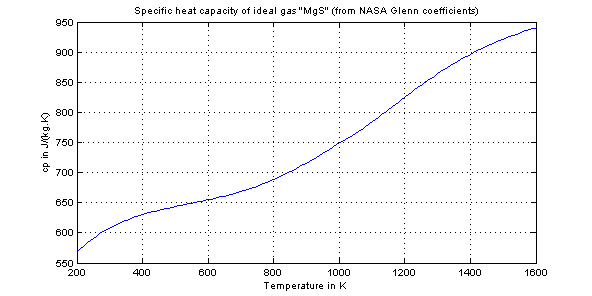 Specific heat capacity of ideal gas "MgS" (from NASA Glenn coefficients)
950
900
850
800
750
700
650
600
550
cp in J/(kg.K)
200 400 600 800 1000 1200 1400 1600
Temperature in K